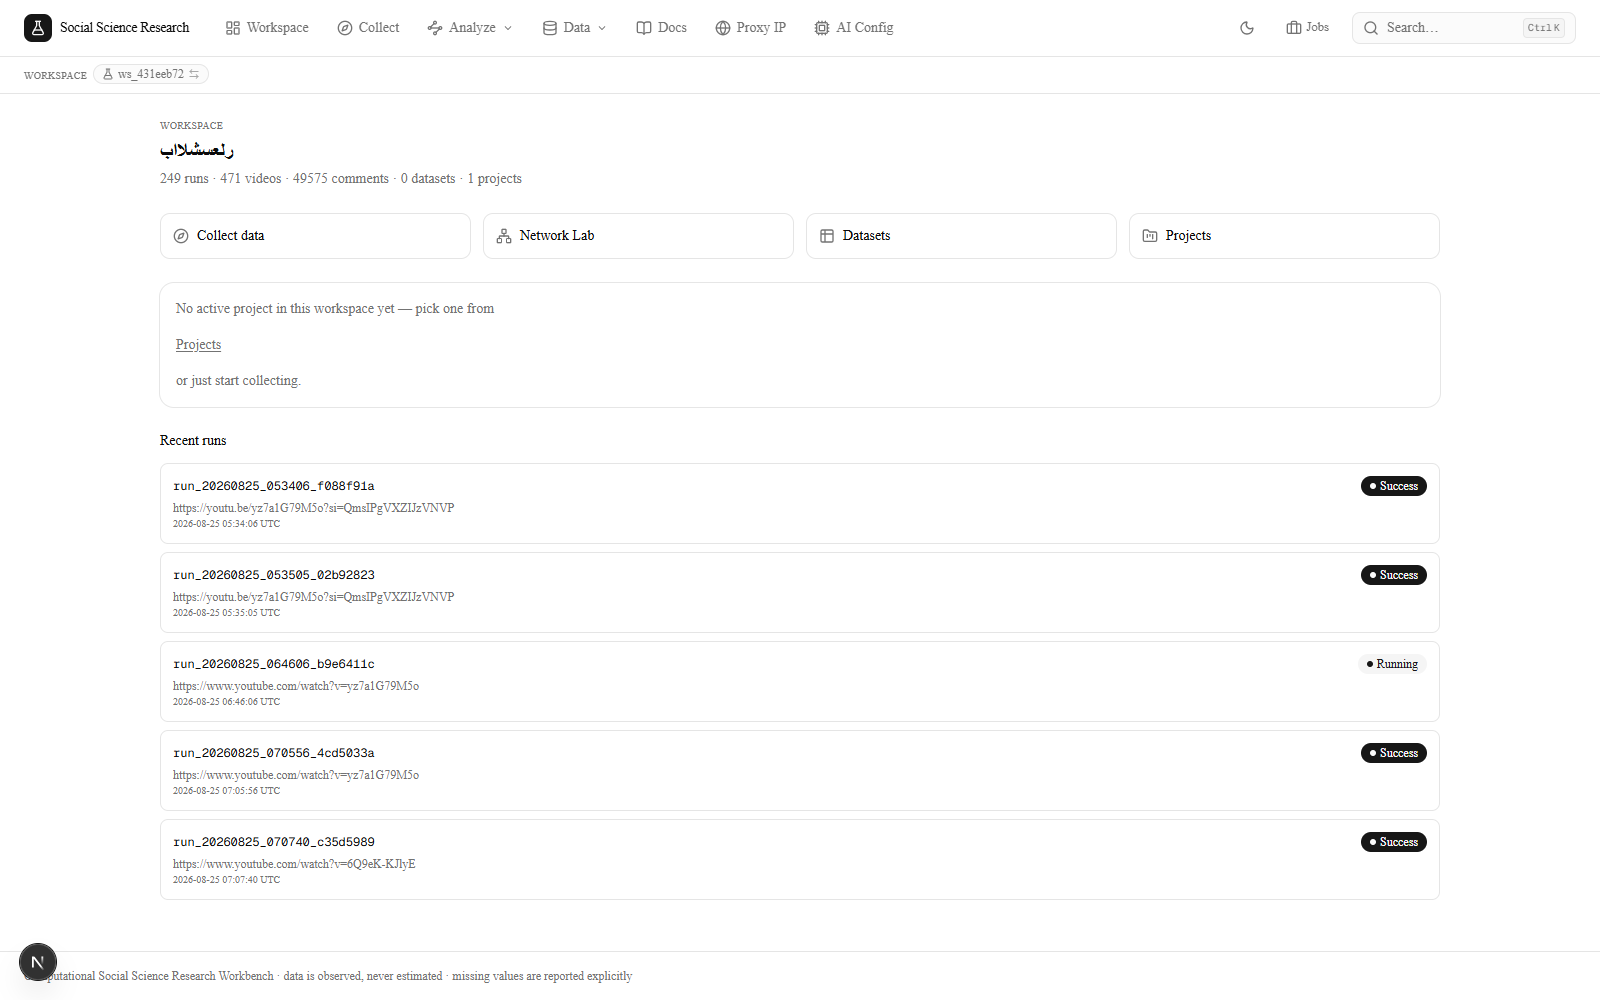 Social Science Research
Workspace
Collect
Analyze
Data
Docs
Proxy IP
AI Config
Jobs
Search...
Ctrl K
WORKSPACE
ws_431eeb72
WORKSPACE
249 runs · 471 videos · 49575 comments · 0 datasets · 1 projects
Collect data
Network Lab
Datasets
Projects
No active project in this workspace yet — pick one from
Projects
or just start collecting.
Recent runs
run_20260825_053406_f088f91a
Success
https://youtu.be/yz7a1G79M5o?si=QmsIPgVXZIJzVNVP
2026-08-25 05:34:06 UTC
run_20260825_053505_02b92823
Success
https://youtu.be/yz7a1G79M5o?si=QmsIPgVXZIJzVNVP
2026-08-25 05:35:05 UTC
run_20260825_064606_b9e6411c
Running
https://www.youtube.com/watch?v=yz7a1G79M5o
2026-08-25 06:46:06 UTC
run_20260825_070556_4cd5033a
Success
https://www.youtube.com/watch?v=yz7a1G79M5o
2026-08-25 07:05:56 UTC
run_20260825_070740_c35d5989
Success
https://www.youtube.com/watch?v=6Q9eK-KJlyE
2026-08-25 07:07:40 UTC
N
Social Science Research Workbench · data is observed, never estimated · missing values are reported explicitly